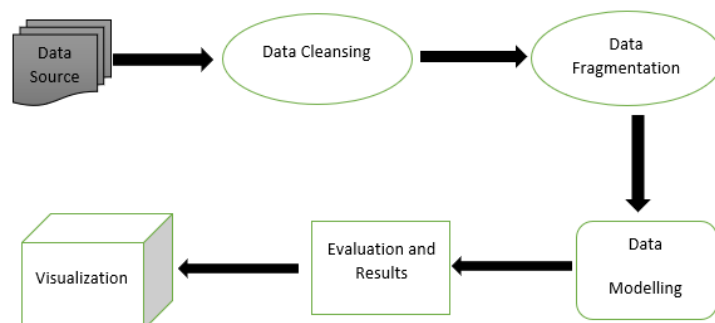 Data
Source
Data Cleansing
Data
Fragmentation
Data
Modelling
Evaluation and
Results
Visualization